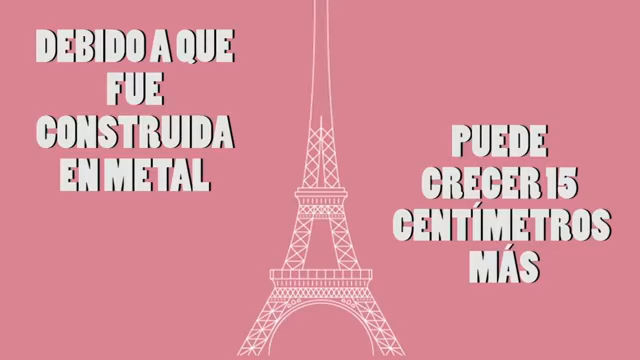 DEBIDO A QUE
FUE
CONSTRUIDA
EN METAL
PUEDE
CRECER 15
CENTÍMETROS
MÁS